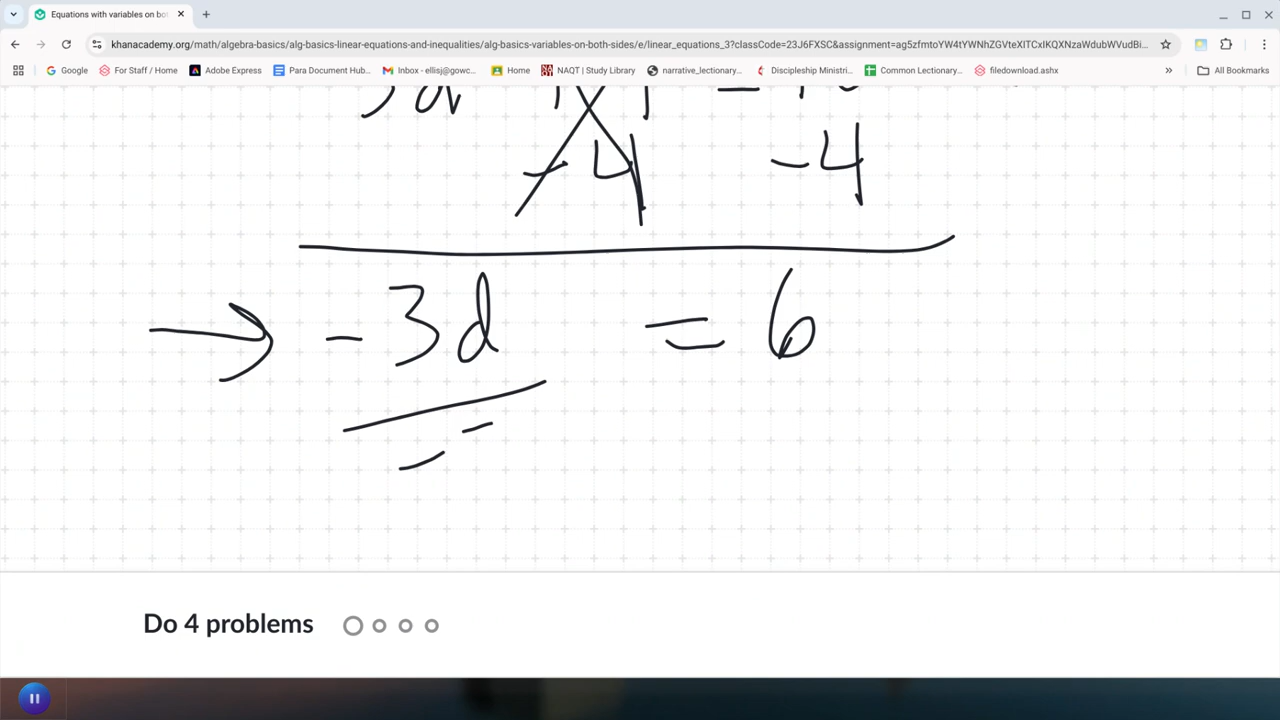 Equations with variables on bot
khanacademy.org/math/algebra-basics/alg-basics-linear-equations-and-inequalities/alg-basics-variables-on-both-sides/e/linear_equations_3?classCode=23J6FXSC&assignment=ag5zfmtoYW4tYWNhZGVteXITCxIKQXNzaWdubWVudBi...
Google For Staff / Home Adobe Express Para Document Hub... Inbox - ellisj@gowc... Home NAQT | Study Library narrative_lectionary... Discipleship Ministri... Common Lectionary... filedownload.ashx » All Bookmarks
- 4 - 4
→ - 3d = 6
Do 4 problems